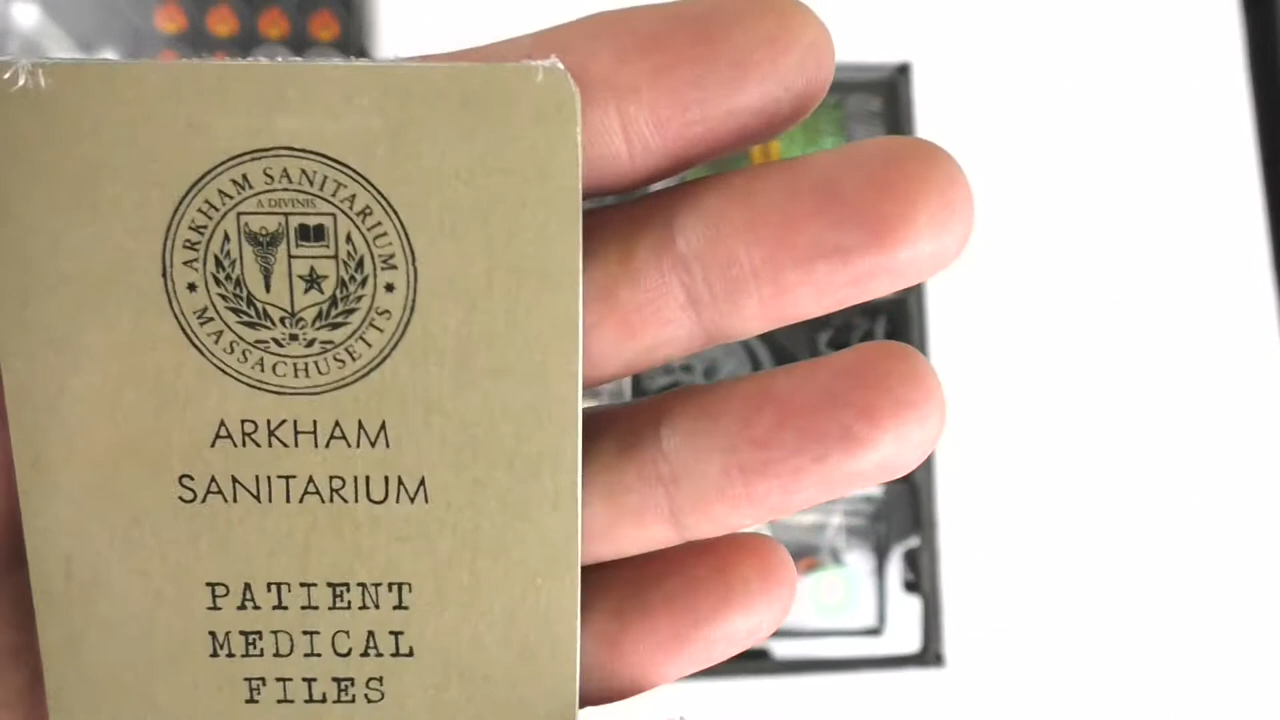 ARKHAM SANITARIUM
A DIVINIS
MASSACHUSETTS
ARKHAM
SANITARIUM
PATIENT
MEDICAL
FILES